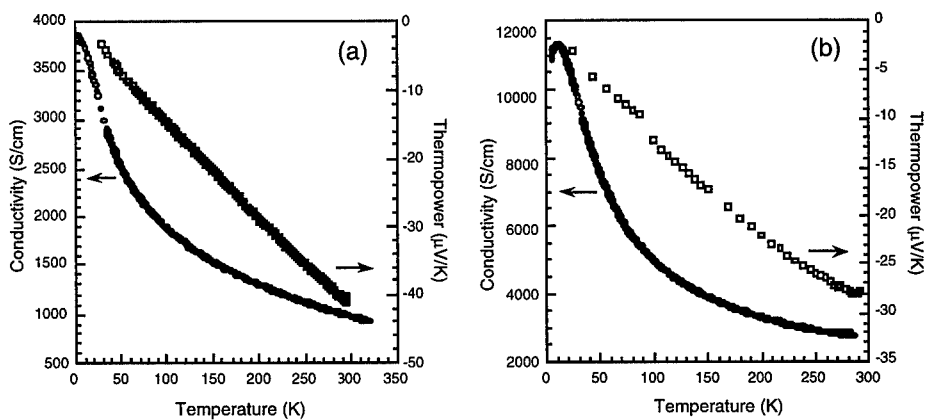 (a)
Conductivity (S/cm)
4000
3500
3000
2500
2000
1500
1000
500
0
-10
-20
-30
-40
-50
Thermopower (μV/K)
0 50 100 150 200 250 300 350
Temperature (K)
(b)
Conductivity (S/cm)
12000
10000
8000
6000
4000
2000
0
-5
-10
-15
-20
-25
-30
-35
Thermopower (μV/K)
0 50 100 150 200 250 300
Temperature (K)